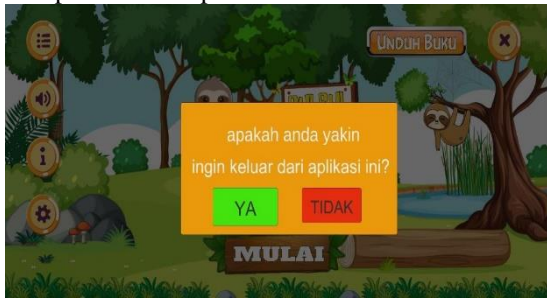 UNDUH BUKU
apakah anda yakin
ingin keluar dari aplikasi ini?
YA
TIDAK
MULAI